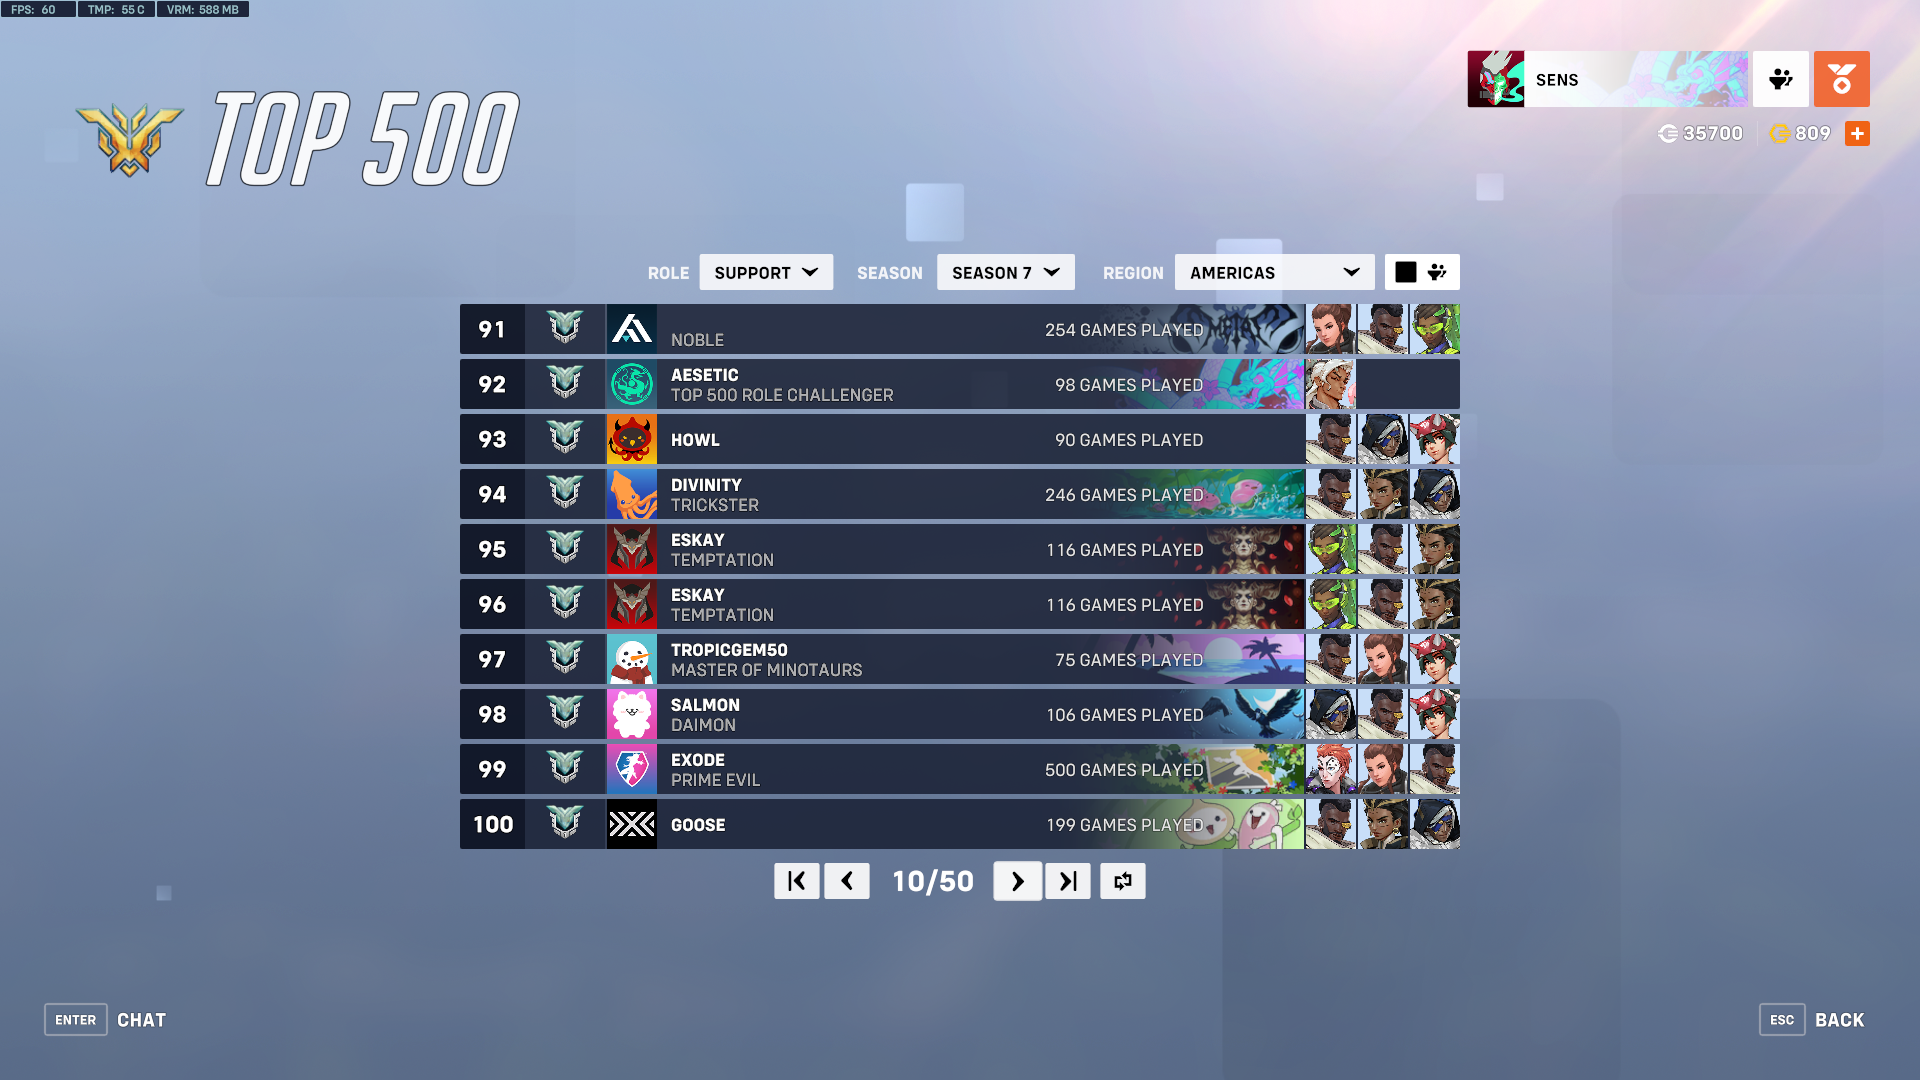 FPS: 60 TMP: 55 C VRM: 588 MB
TOP 500
SENS
35700 809
ROLE SUPPORT SEASON SEASON 7 REGION AMERICAS
91 NOBLE 254 GAMES PLAYED
92 AESETIC 98 GAMES PLAYED
TOP 500 ROLE CHALLENGER
93 HOWL 90 GAMES PLAYED
94 DIVINITY 246 GAMES PLAYED
TRICKSTER
95 ESKAY 116 GAMES PLAYED
TEMPTATION
96 ESKAY 116 GAMES PLAYED
TEMPTATION
97 TROPICGEM50 75 GAMES PLAYED
MASTER OF MINOTAURS
98 SALMON 106 GAMES PLAYED
DAIMON
99 EXODE 500 GAMES PLAYED
PRIME EVIL
100 GOOSE 199 GAMES PLAYED
10/50
ENTER CHAT
ESC BACK